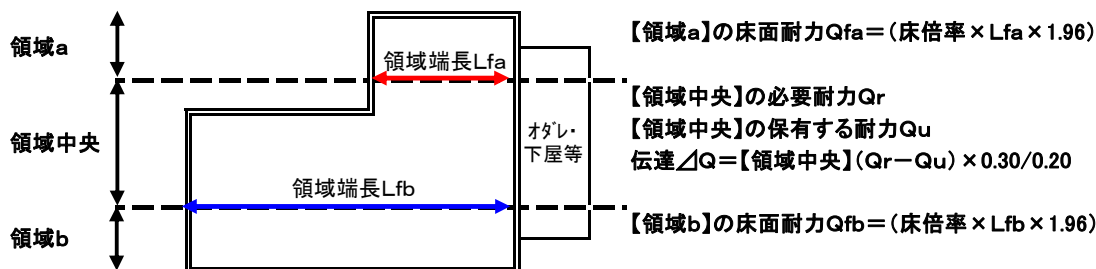 領域a
領域端長Lfa
【領域a】の床面耐力Qfa＝（床倍率×Lfa×1.96）
領域中央
【領域中央】の必要耐力Qr
【領域中央】の保有する耐力Qu
伝達⊿Q＝【領域中央】（Qr－Qu）×0.30/0.20
ｵﾀﾞﾚ・
下屋等
領域端長Lfb
領域b
【領域b】の床面耐力Qfb＝（床倍率×Lfb×1.96）